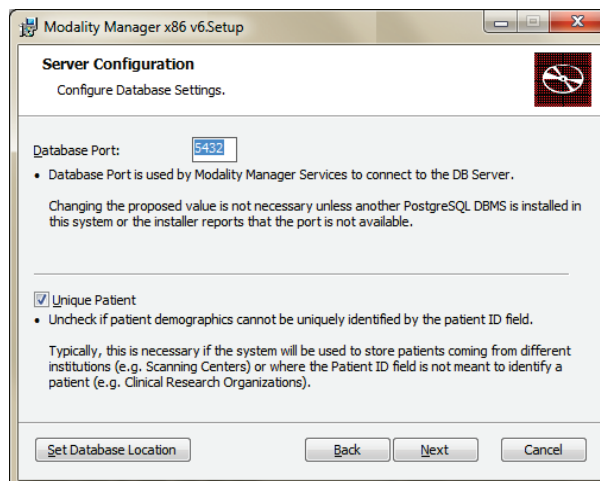 Modality Manager x86 v6.Setup
Server Configuration
Configure Database Settings.
Database Port: 5432
• Database Port is used by Modality Manager Services to connect to the DB Server.
Changing the proposed value is not necessary unless another PostgreSQL DBMS is installed in
this system or the installer reports that the port is not available.
Unique Patient
• Uncheck if patient demographics cannot be uniquely identified by the patient ID field.
Typically, this is necessary if the system will be used to store patients coming from different
institutions (e.g. Scanning Centers) or where the Patient ID field is not meant to identify a
patient (e.g. Clinical Research Organizations).
Set Database Location Back Next Cancel